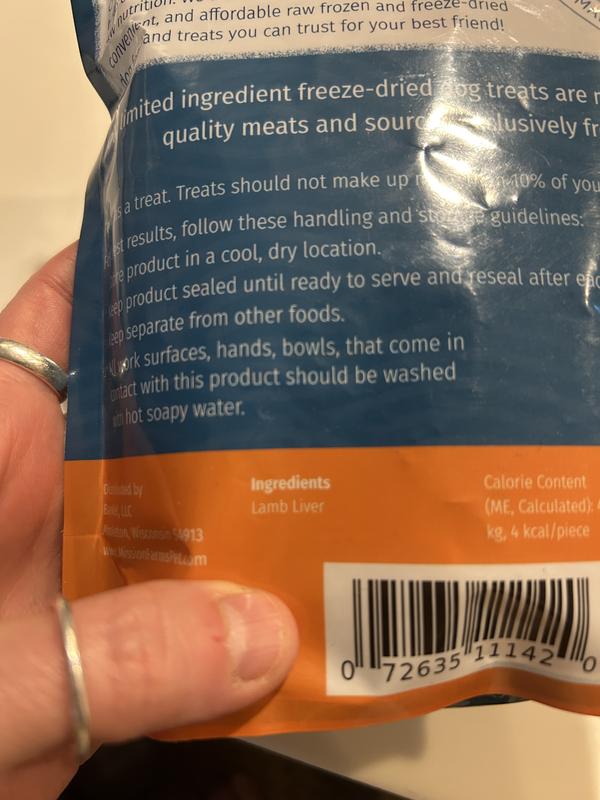 nutrition.
convenient, and affordable raw frozen and freeze-dried
and treats you can trust for your best friend!
limited ingredient freeze-dried dog treats are
quality meats and exclusively
as a treat. Treats should not make up 10% of you
results, follow these handling and storage guidelines:
product in a cool, dry location.
keep product sealed until ready to serve and reseal after
keep separate from other foods.
All work surfaces, hands, bowls, that come in
contact with this product should be washed
with hot soapy water.
Distributed by
LLC
Wisconsin 54913
www.MissionFarmsPet.com
Ingredients
Lamb Liver
Calorie Content
(ME, Calculated):
kg, 4 kcal/piece
0 72635 11142 0